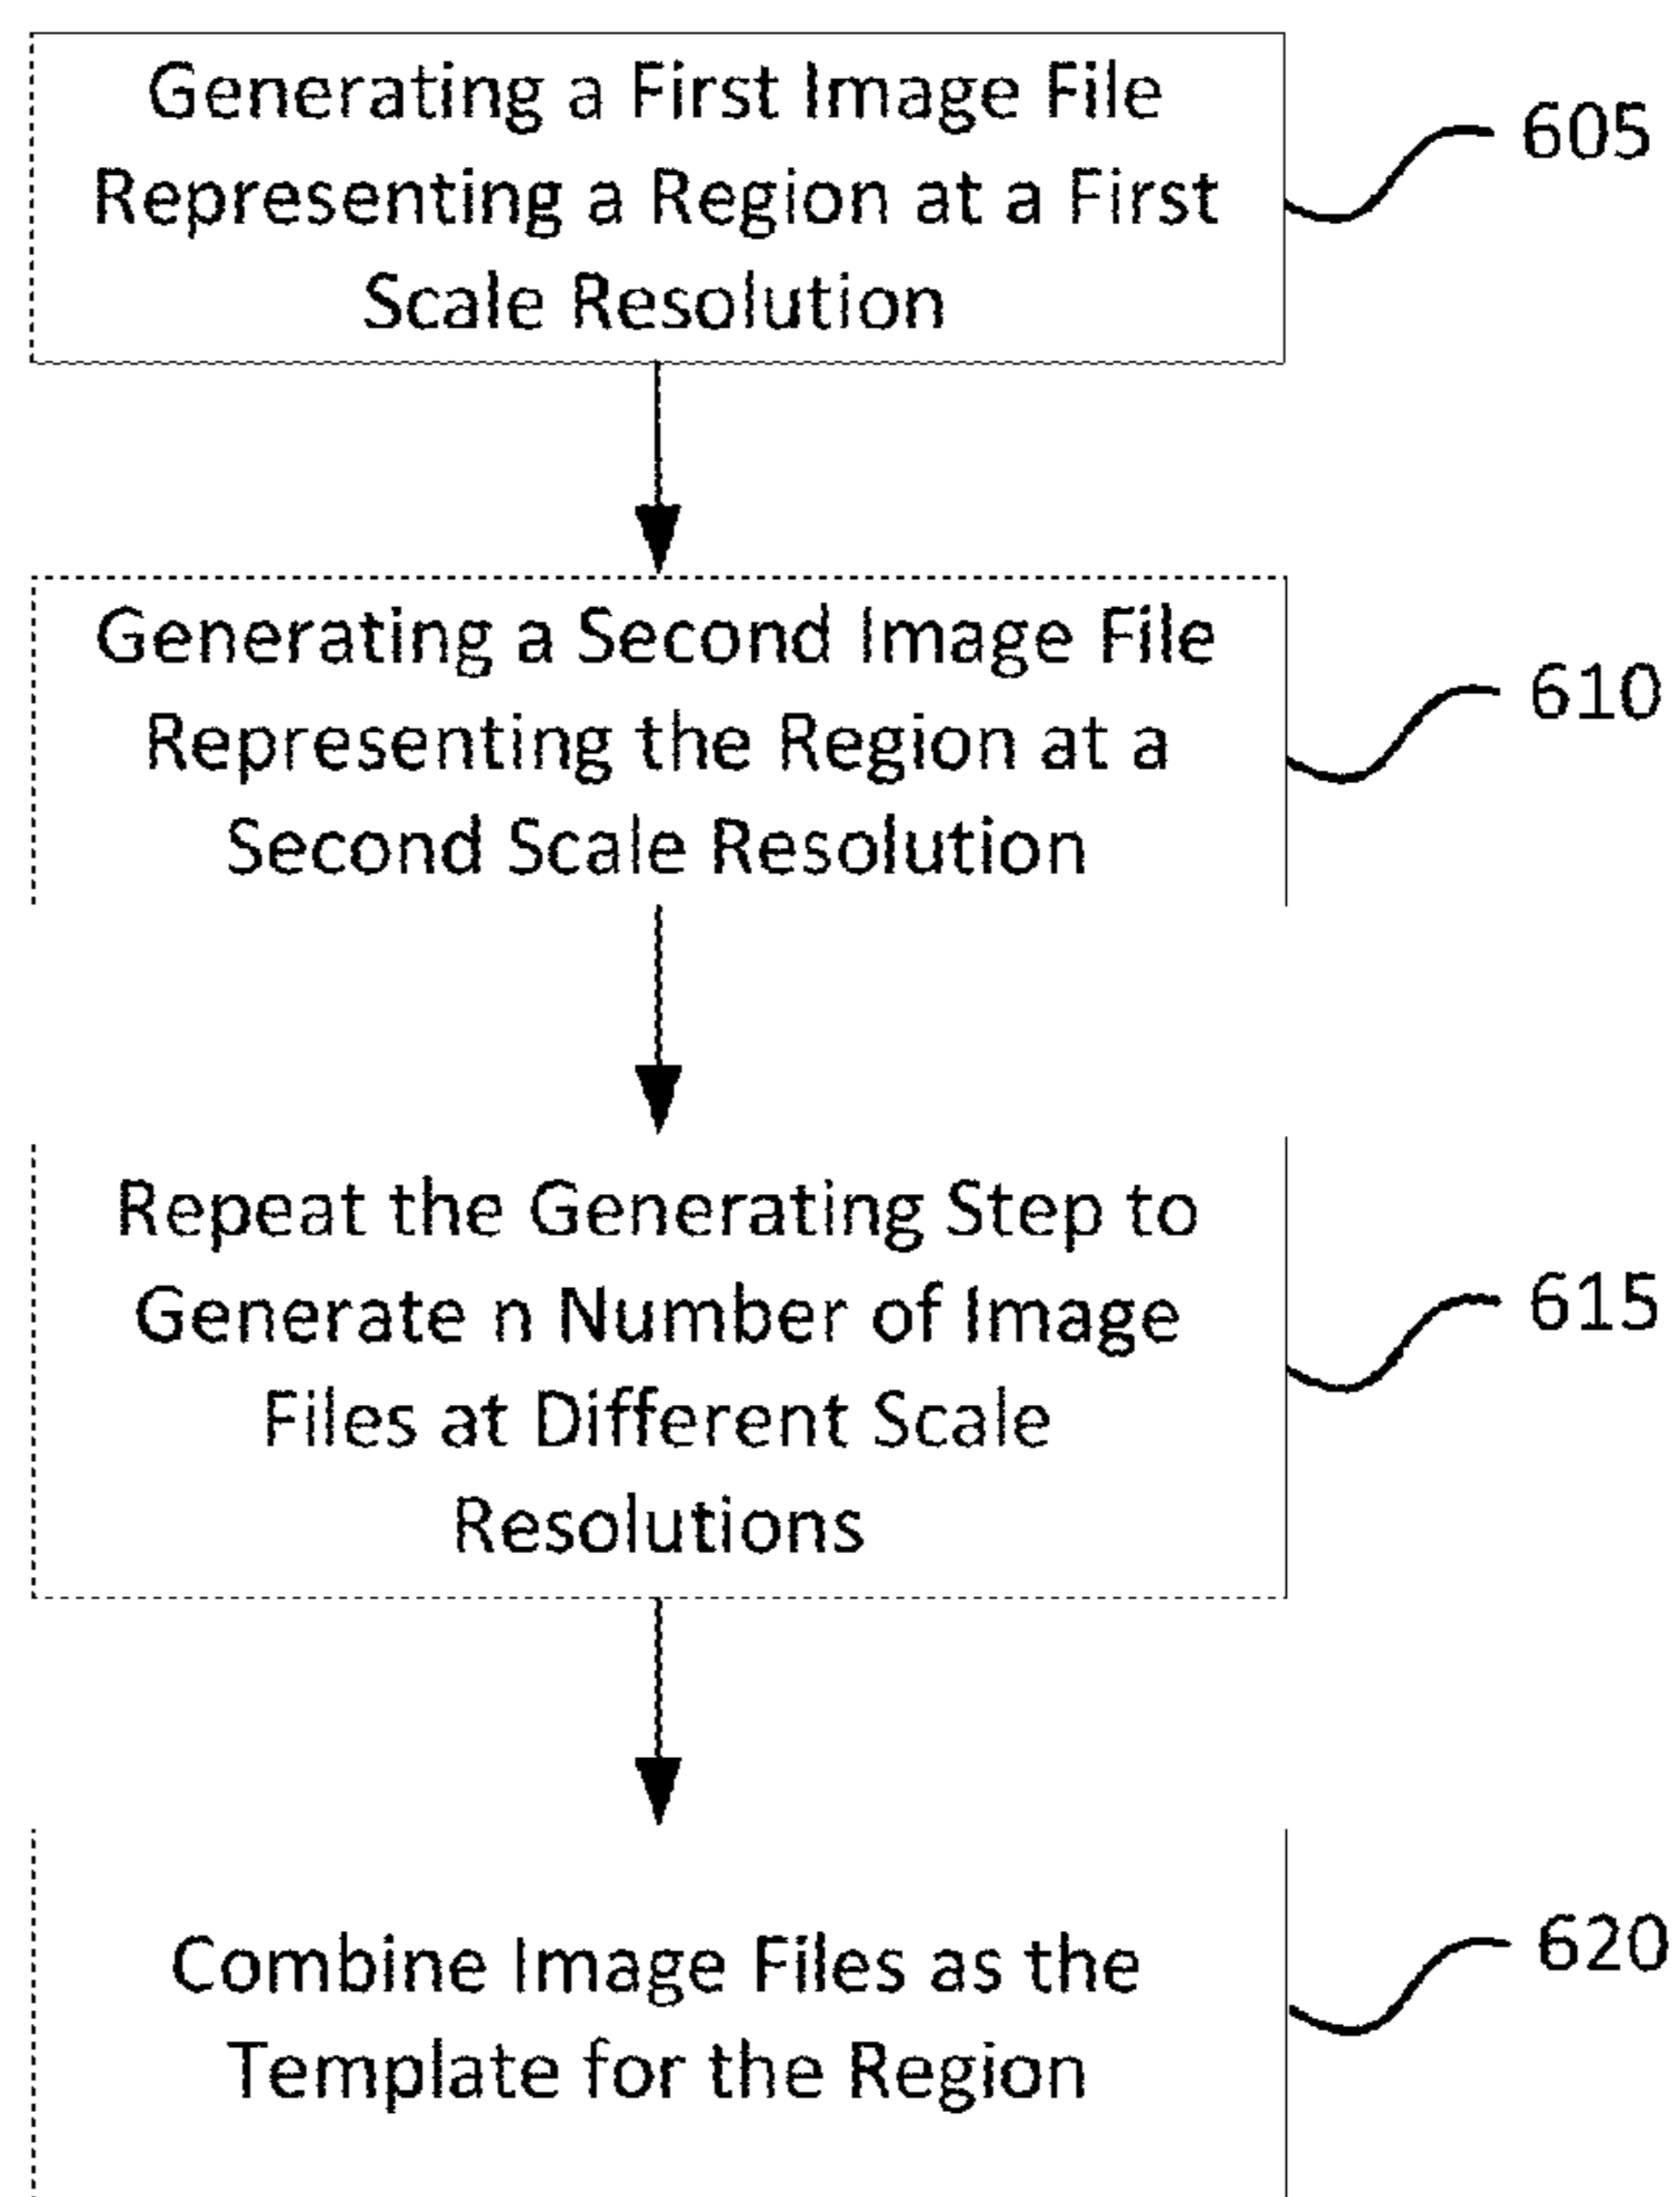 Generating a First Image File
Representing a Region at a First
Scale Resolution
605
Generating a Second Image File
Representing the Region at a
Second Scale Resolution
610
Repeat the Generating Step to
Generate n Number of Image
Files at Different Scale
Resolutions
615
Combine Image Files as the
Template for the Region
620